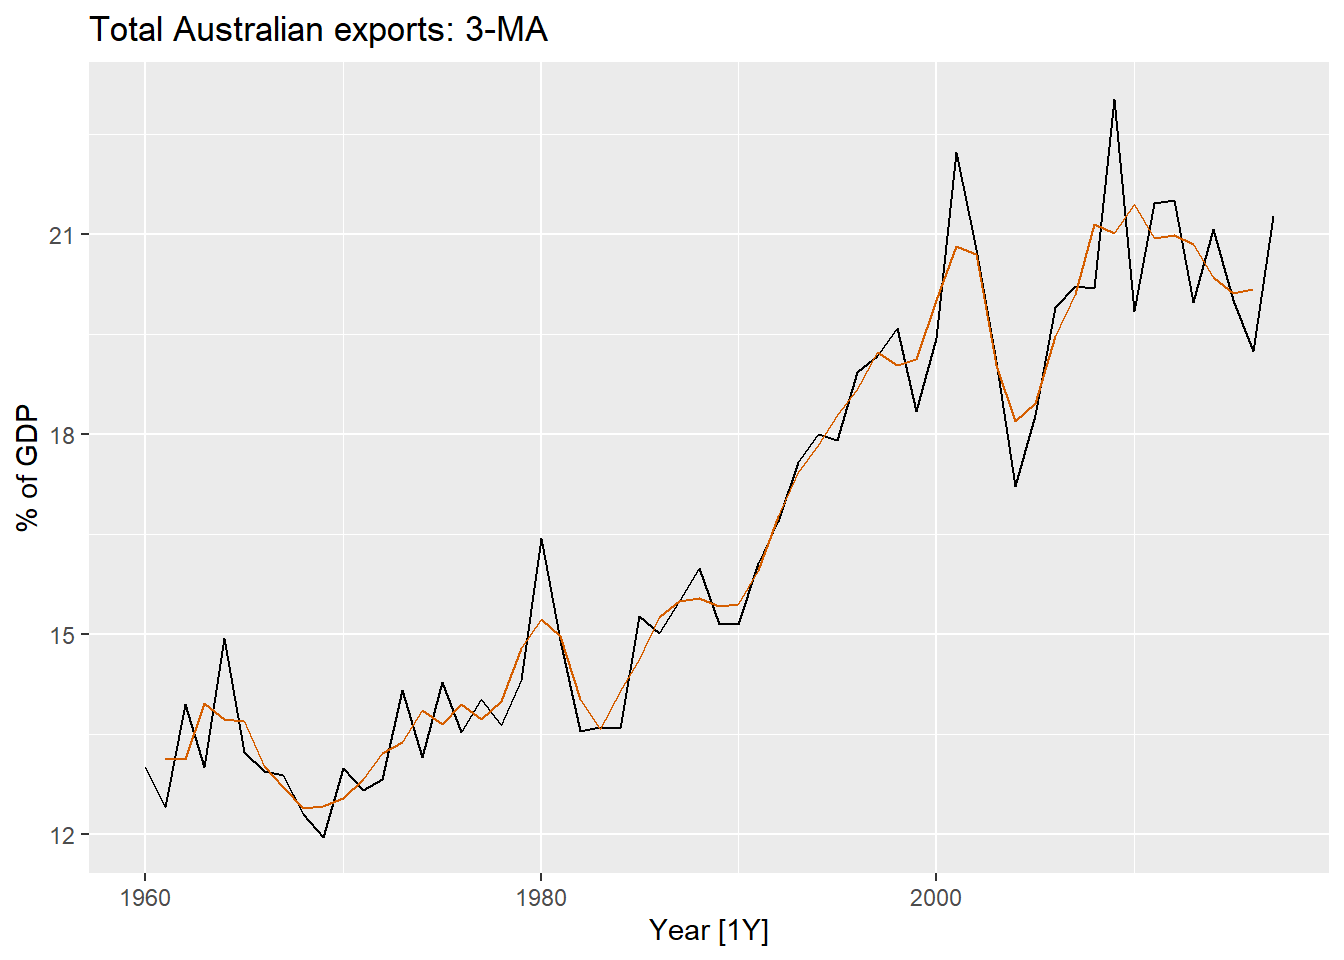 Total Australian exports: 3-MA
% of GDP
21
18
15
12
1960 1980 2000
Year [1Y]